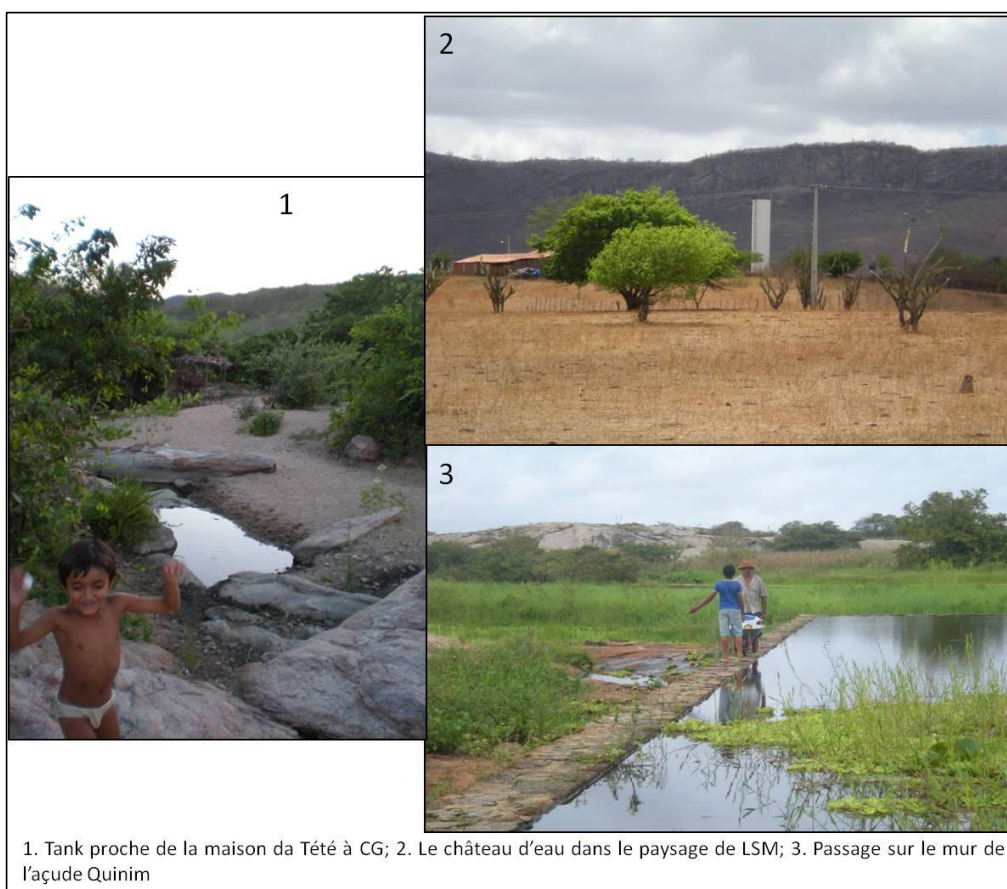 2
1
3
1. Tank proche de la maison da Tété à CG; 2. Le château d'eau dans le paysage de LSM; 3. Passage sur le mur de
l'açude Quinim